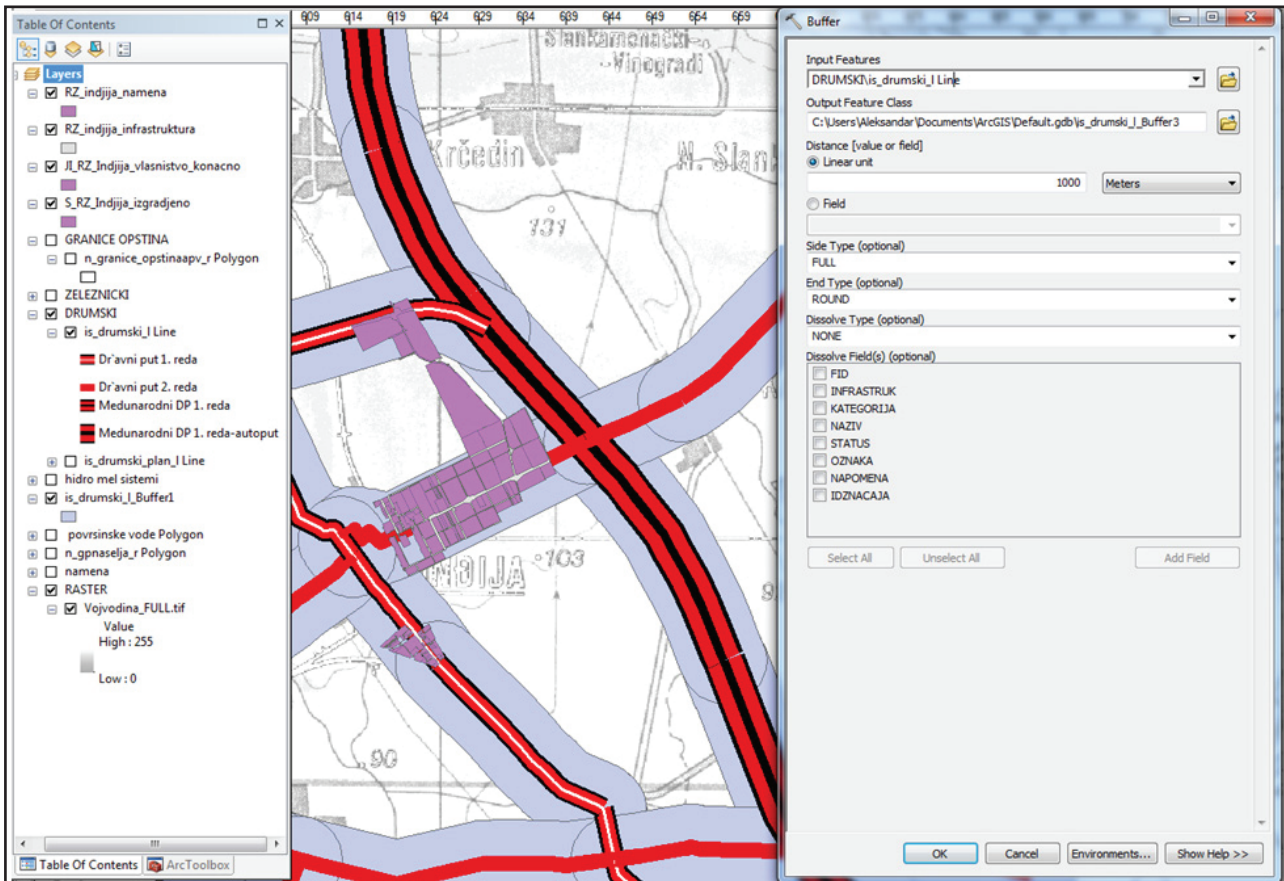 Table Of Contents
Layers
RZ_indjija_namena
RZ_indjija_infrastruktura
JI_RZ_Indjija_vlasnistvo_konacno
S_RZ_Indjija_izgradjeno
GRANICE OPSTINA
n_granice_opstinaapv_r Polygon
ZELEZNICKI
DRUMSKI
is_drumski_l Line
Dr`avni put 1. reda
Dr`avni put 2. reda
Medunarodni DP 1. reda
Medunarodni DP 1. reda-autoput
is_drumski_plan_l Line
hidro mel sistemi
is_drumski_l_Buffer1
povrsinske vode Polygon
n_gpnaselja_r Polygon
namena
RASTER
Vojvodina_FULL.tif
Value
High : 255
Low : 0
Table Of Contents
ArcToolbox
609 614 619 624 629 634 639 644 649 654 659
Slankamenački
Vinogradi
Krčedin
N. Slan
131
103
90
Buffer
Input Features
DRUMSKI\is_drumski_l Line
Output Feature Class
C:\Users\Aleksandar\Documents\ArcGIS\Default.gdb\is_drumski_l_Buffer3
Distance [value or field]
Linear unit
1000 Meters
Field
Side Type (optional)
FULL
End Type (optional)
ROUND
Dissolve Type (optional)
NONE
Dissolve Field(s) (optional)
FID
INFRASTRUK
KATEGORIJA
NAZIV
STATUS
OZNAKA
NAPOMENA
IDZNACAJA
Select All Unselect All Add Field
OK Cancel Environments... Show Help >>